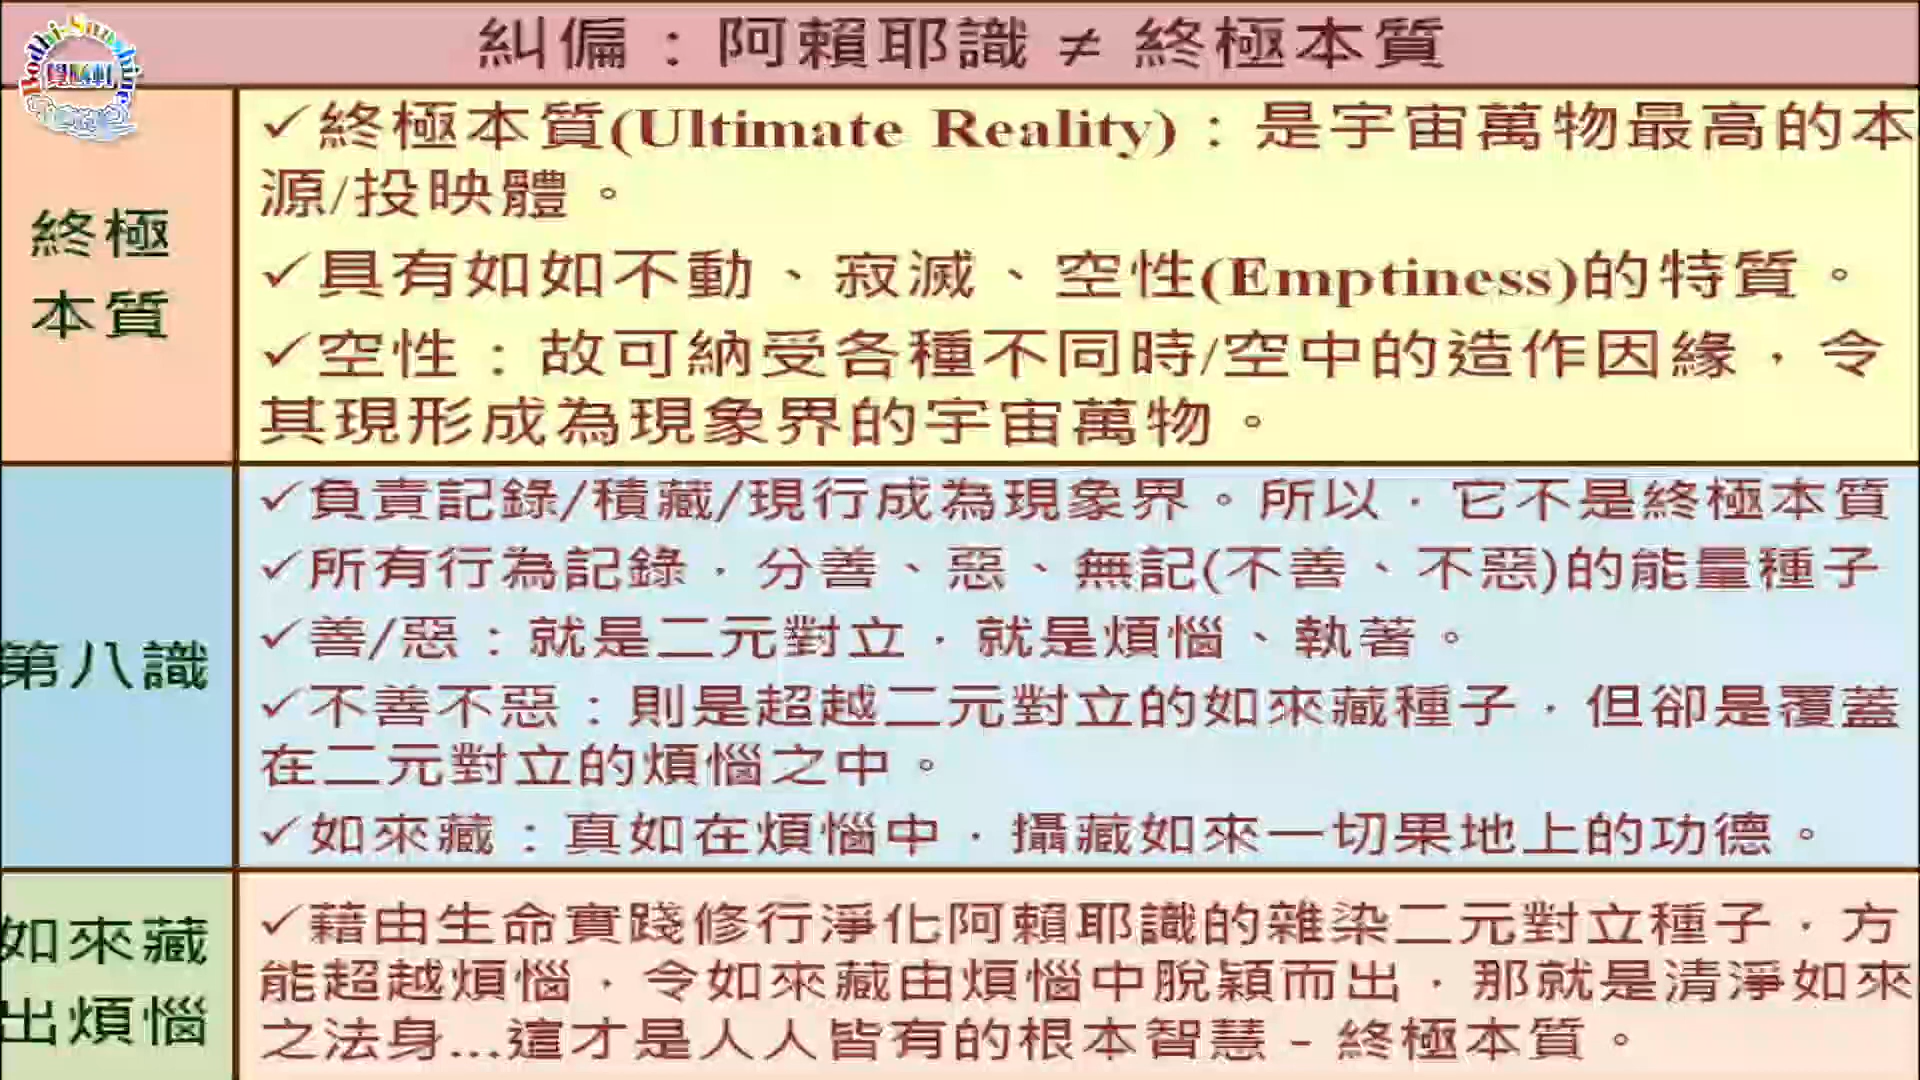 Bodhi-Sunshine
覺風軒
糾偏：阿賴耶識 ≠ 終極本質
終極
本質
✓終極本質(Ultimate Reality)：是宇宙萬物最高的本
源/投映體。
✓具有如如不動、寂滅、空性(Emptiness)的特質。
✓空性：故可納受各種不同時/空中的造作因緣，令
其現形成為現象界的宇宙萬物。
第八識
✓負責記錄/積藏/現行成為現象界。所以，它不是終極本質
✓所有行為記錄，分善、惡、無記(不善、不惡)的能量種子
✓善/惡：就是二元對立，就是煩惱、執著。
✓不善不惡：則是超越二元對立的如來藏種子，但卻是覆蓋
在二元對立的煩惱之中。
✓如來藏：真如在煩惱中，攝藏如來一切果地上的功德。
如來藏
出煩惱
✓藉由生命實踐修行淨化阿賴耶識的雜染二元對立種子，方
能超越煩惱，令如來藏由煩惱中脫穎而出，那就是清淨如來
之法身...這才是人人皆有的根本智慧－終極本質。